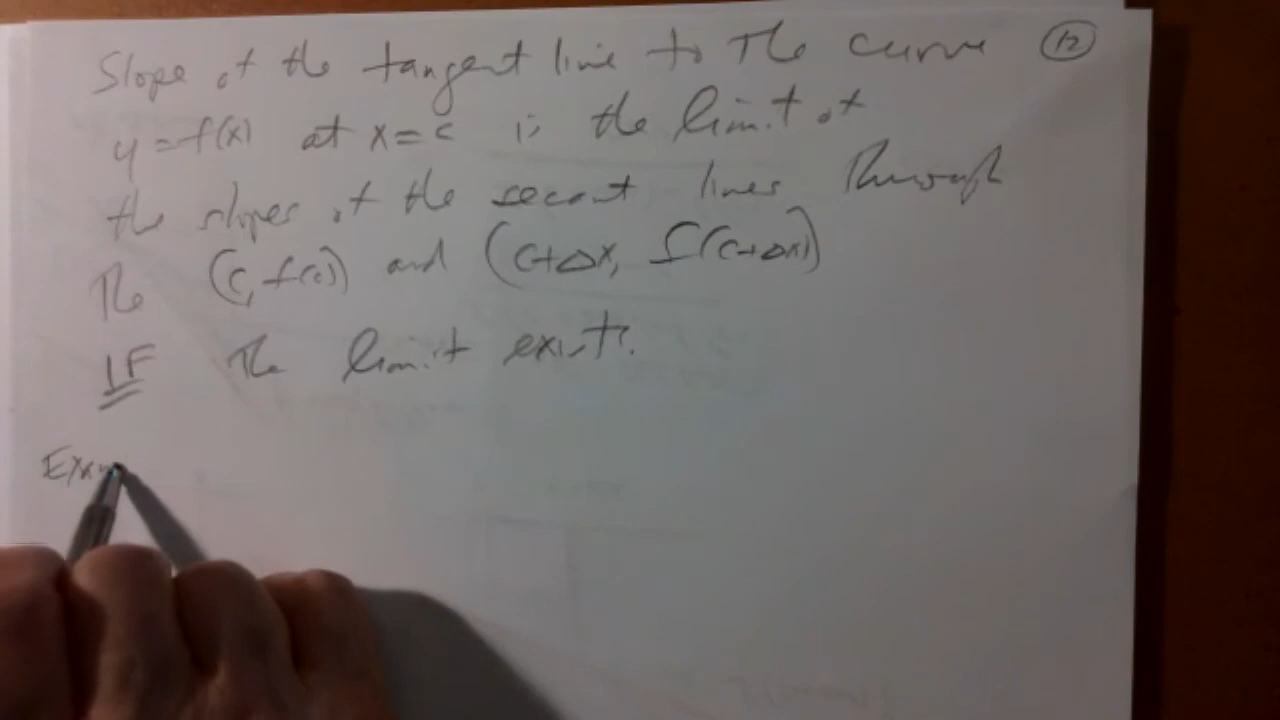 Slope of the tangent line to The curve 12
y = f(x) at x = c is the limit of
the slopes of the secant lines Through
The (c, f(c)) and (c+Δx, f(c+Δx))
IF The limit exists.
Exam